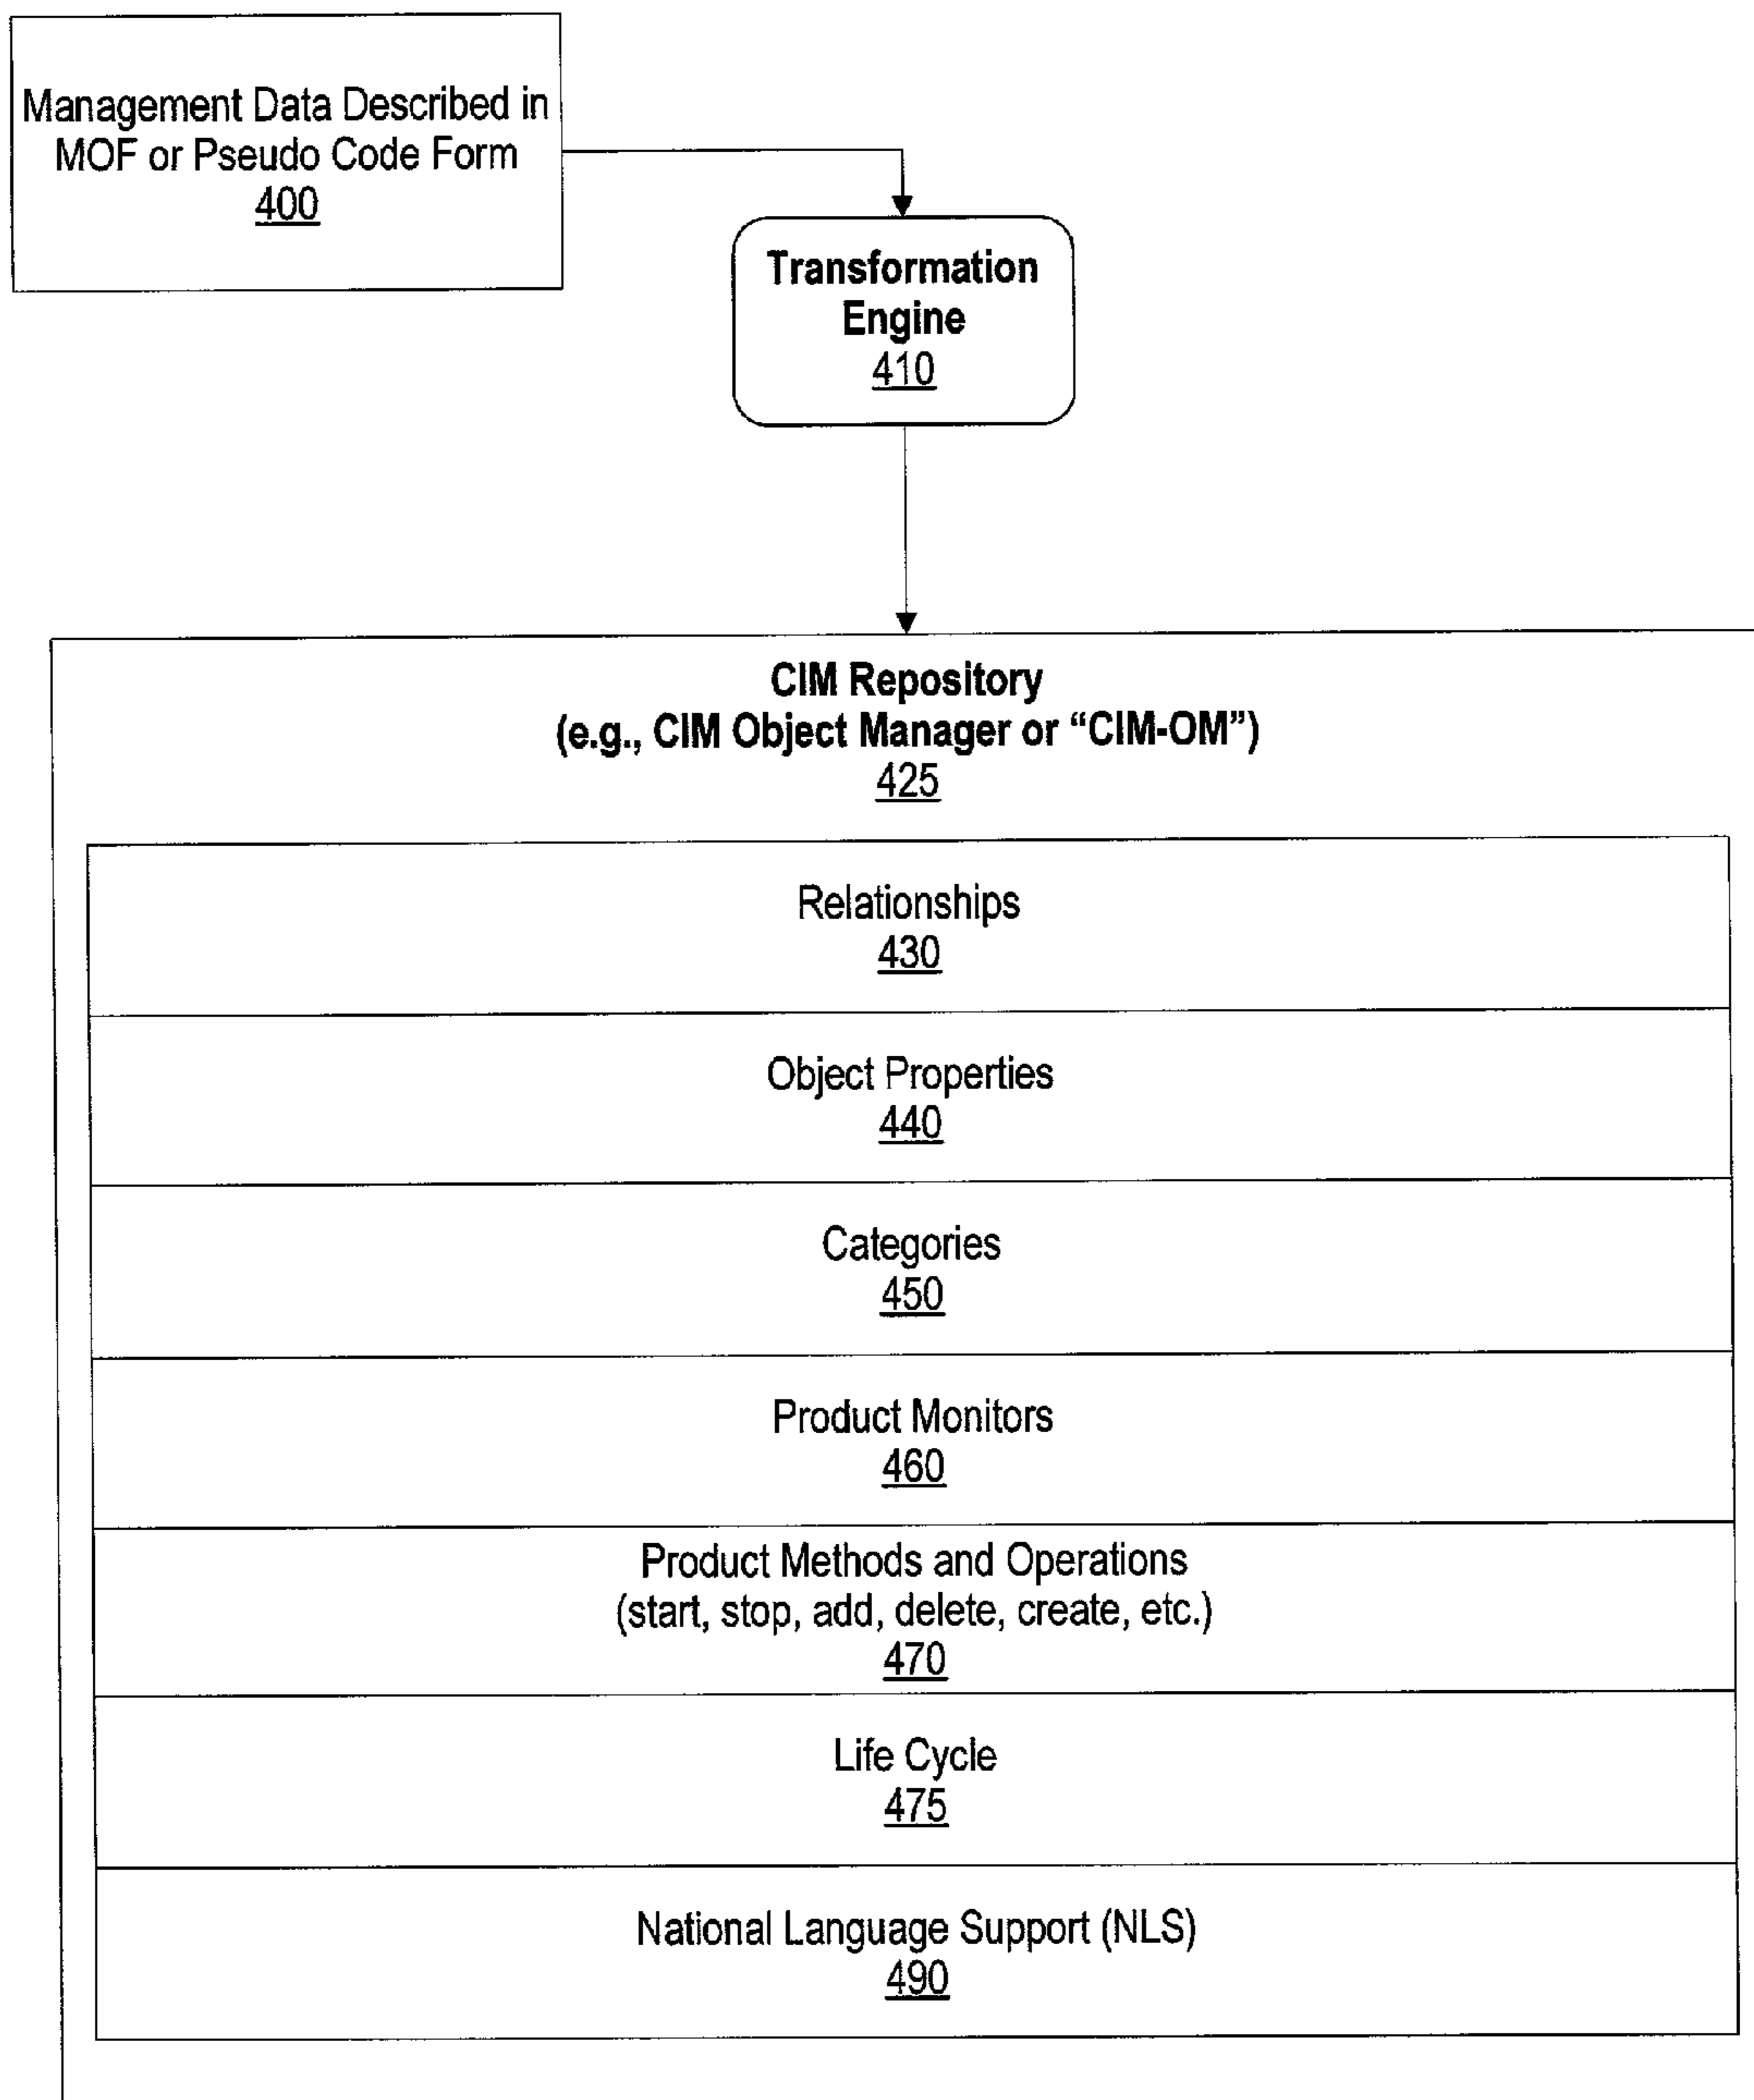 Management Data Described in
MOF or Pseudo Code Form
400
Transformation
Engine
410
CIM Repository
(e.g., CIM Object Manager or “CIM-OM”)
425
Relationships
430
Object Properties
440
Categories
450
Product Monitors
460
Product Methods and Operations
(start, stop, add, delete, create, etc.)
470
Life Cycle
475
National Language Support (NLS)
490